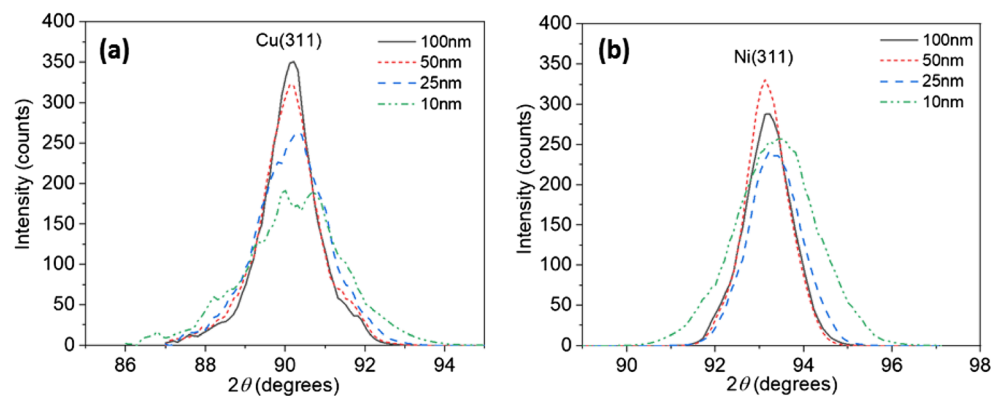 (a)
Cu(311)
100nm
50nm
25nm
10nm
Intensity (counts)
400
350
300
250
200
150
100
50
0
86 88 90 92 94
2θ (degrees)
(b)
Ni(311)
100nm
50nm
25nm
10nm
Intensity (counts)
400
350
300
250
200
150
100
50
0
90 92 94 96 98
2θ (degrees)